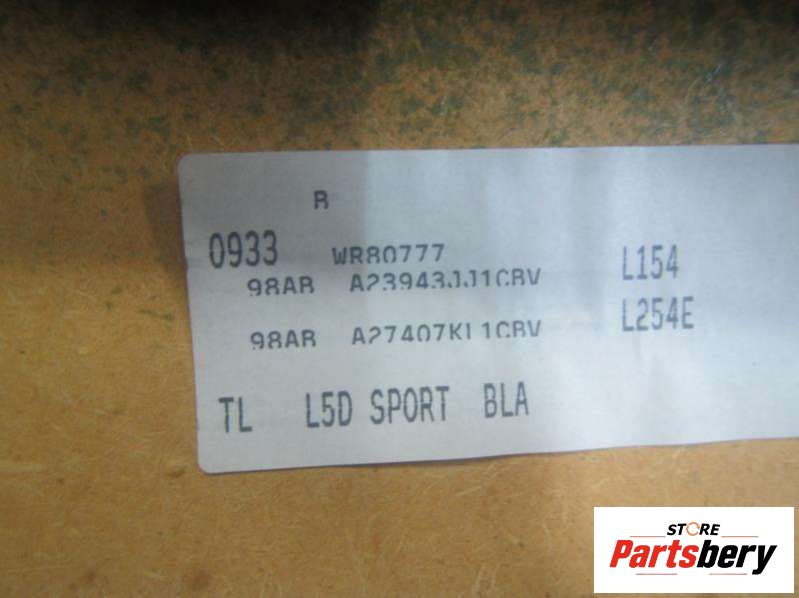 R
0933 WR80777
98AB A23943JJ1CBV L154
98AB A27407KL1CBV L254E
TL L5D SPORT BLA
STORE
Partsbery